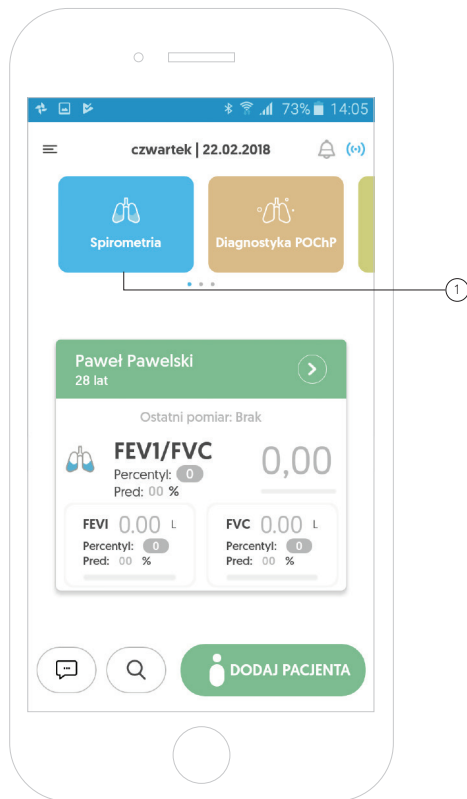 73% 14:05
czwartek | 22.02.2018
Spirometria
Diagnostyka POChP
1
Paweł Pawelski
28 lat
Ostatni pomiar: Brak
FEV1/FVC
0,00
Percentyl: 0
Pred: 00 %
FEVI 0.00 L
Percentyl: 0
Pred: 00 %
FVC 0.00 L
Percentyl: 0
Pred: 00 %
DODAJ PACJENTA